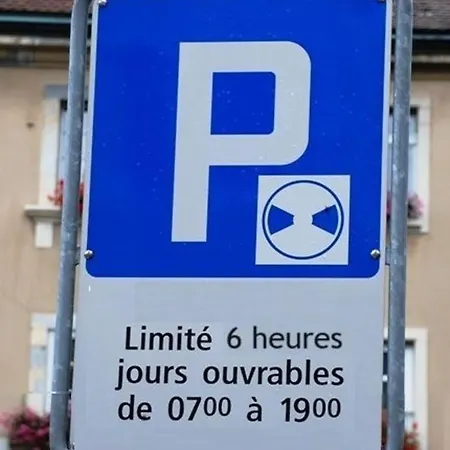 P
Limité 6 heures
jours ouvrables
de 0700 à 1900